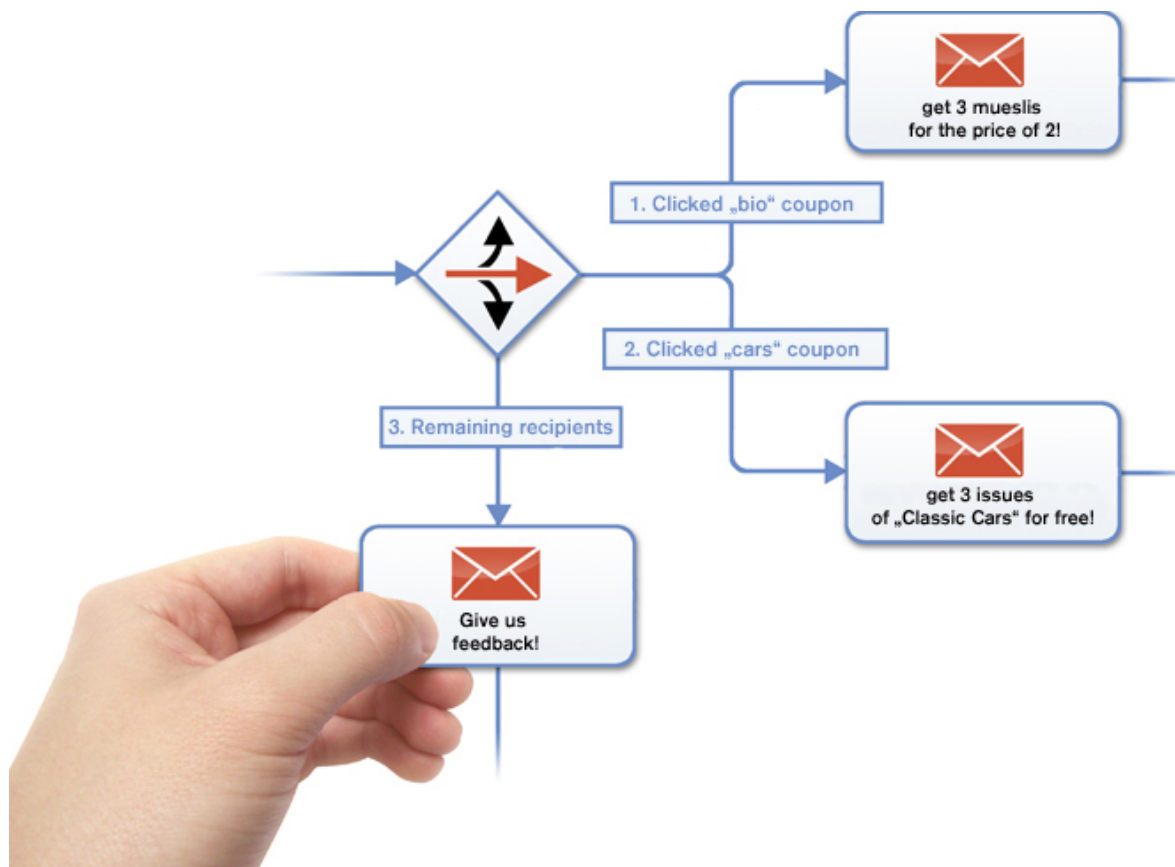 get 3 mueslis
for the price of 2!
1. Clicked „bio“ coupon
2. Clicked „cars“ coupon
3. Remaining recipients
get 3 issues
of „Classic Cars“ for free!
Give us
feedback!